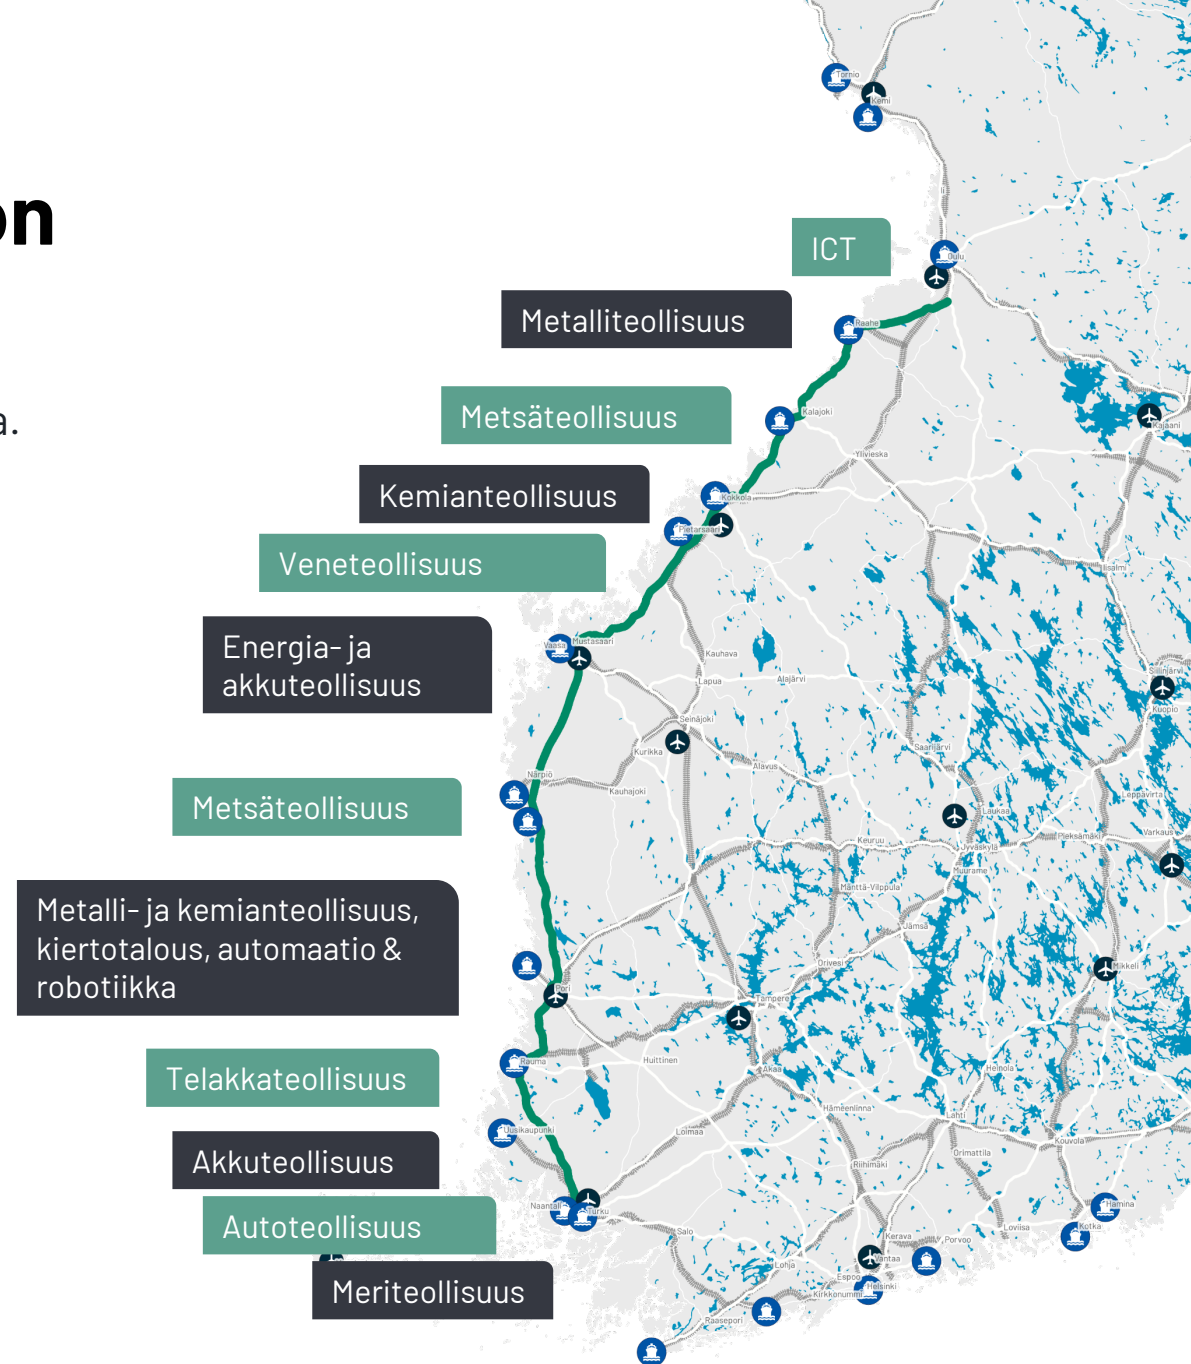 on
a.
Tornio
Kemi
Ii
ICT
Oulu
Metalliteollisuus
Raahe
Metsäteollisuus
Kalajoki
Kajaani
Ylivieska
Kemianteollisuus
Kokkola
Pietarsaari
Veneteollisuus
Iisalmi
Energia- ja
akkuteollisuus
Vaasa
Mustasaari
Kauhava
Lapua
Alajärvi
Siilinjärvi
Kuopio
Seinäjoki
Kurikka
Saarijärvi
Alavus
Närpiö
Kauhajoki
Leppävirta
Metsäteollisuus
Laukaa
Keuruu
Jyväskylä
Pieksämäki
Varkaus
Muurame
Mänttä-Vilppula
Metalli- ja kemianteollisuus,
kiertotalous, automaatio &
robotiikka
Jämsä
Orivesi
Mikkeli
Pori
Tampere
Telakkateollisuus
Rauma
Huittinen
Akaa
Heinola
Hämeenlinna
Lahti
Uusikaupunki
Loimaa
Kouvola
Akkuteollisuus
Riihimäki
Orimattila
Autoteollisuus
Naantali
Turku
Hamina
Kotka
Salo
Loviisa
Kerava
Porvoo
Vantaa
Lohja
Espoo
Meriteollisuus
Kirkkonummi
Helsinki
Raasepori